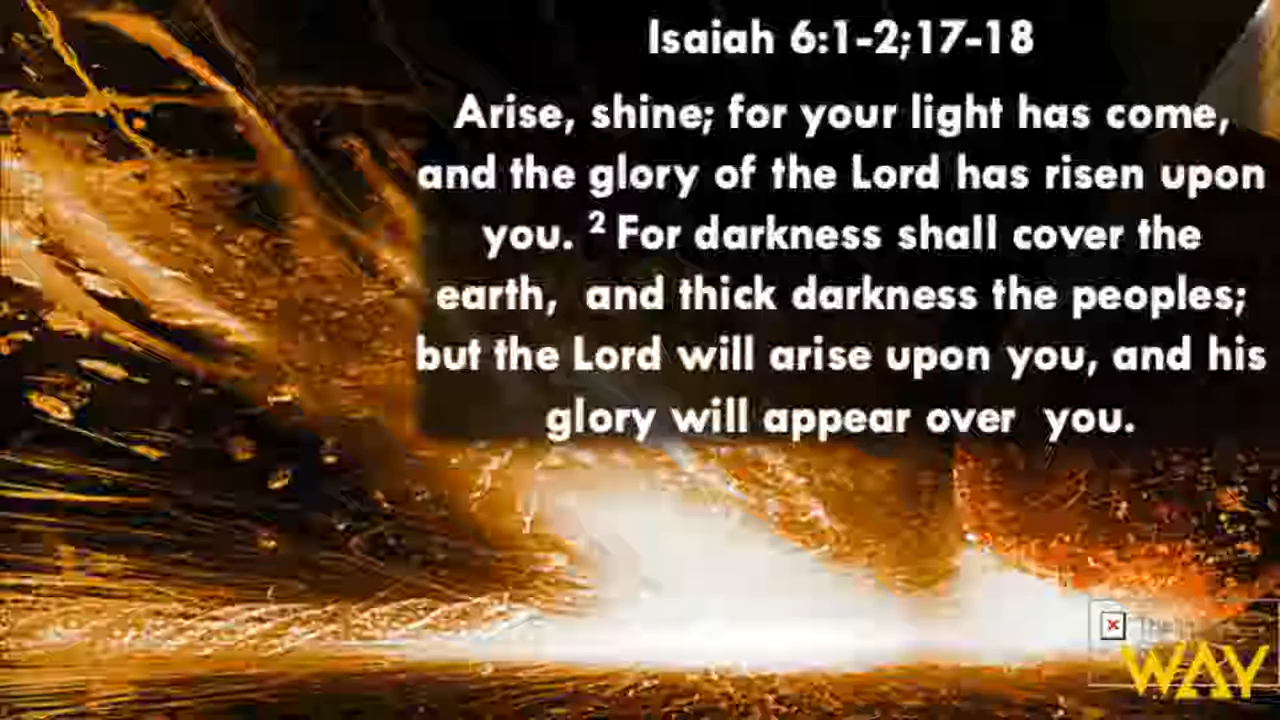 Isaiah 6:1-2;17-18
Arise, shine; for your light has come,
and the glory of the Lord has risen upon
you. ² For darkness shall cover the
earth,  and thick darkness the peoples;
but the Lord will arise upon you, and his
glory will appear over  you.
WAY